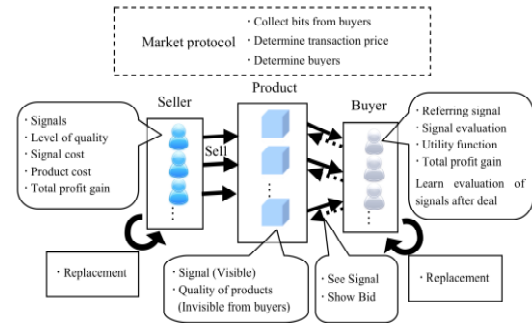 Market protocol
· Collect bits from buyers
· Determine transaction price
· Determine buyers
Seller
Product
Buyer
· Signals
· Level of quality
· Signal cost
· Product cost
· Total profit gain
Sell
· Referring signal
· Signal evaluation
· Utility function
· Total profit gain
Learn evaluation of
signals after deal
· Replacement
· Signal (Visible)
· Quality of products
(Invisible from buyers)
· See Signal
· Show Bid
· Replacement